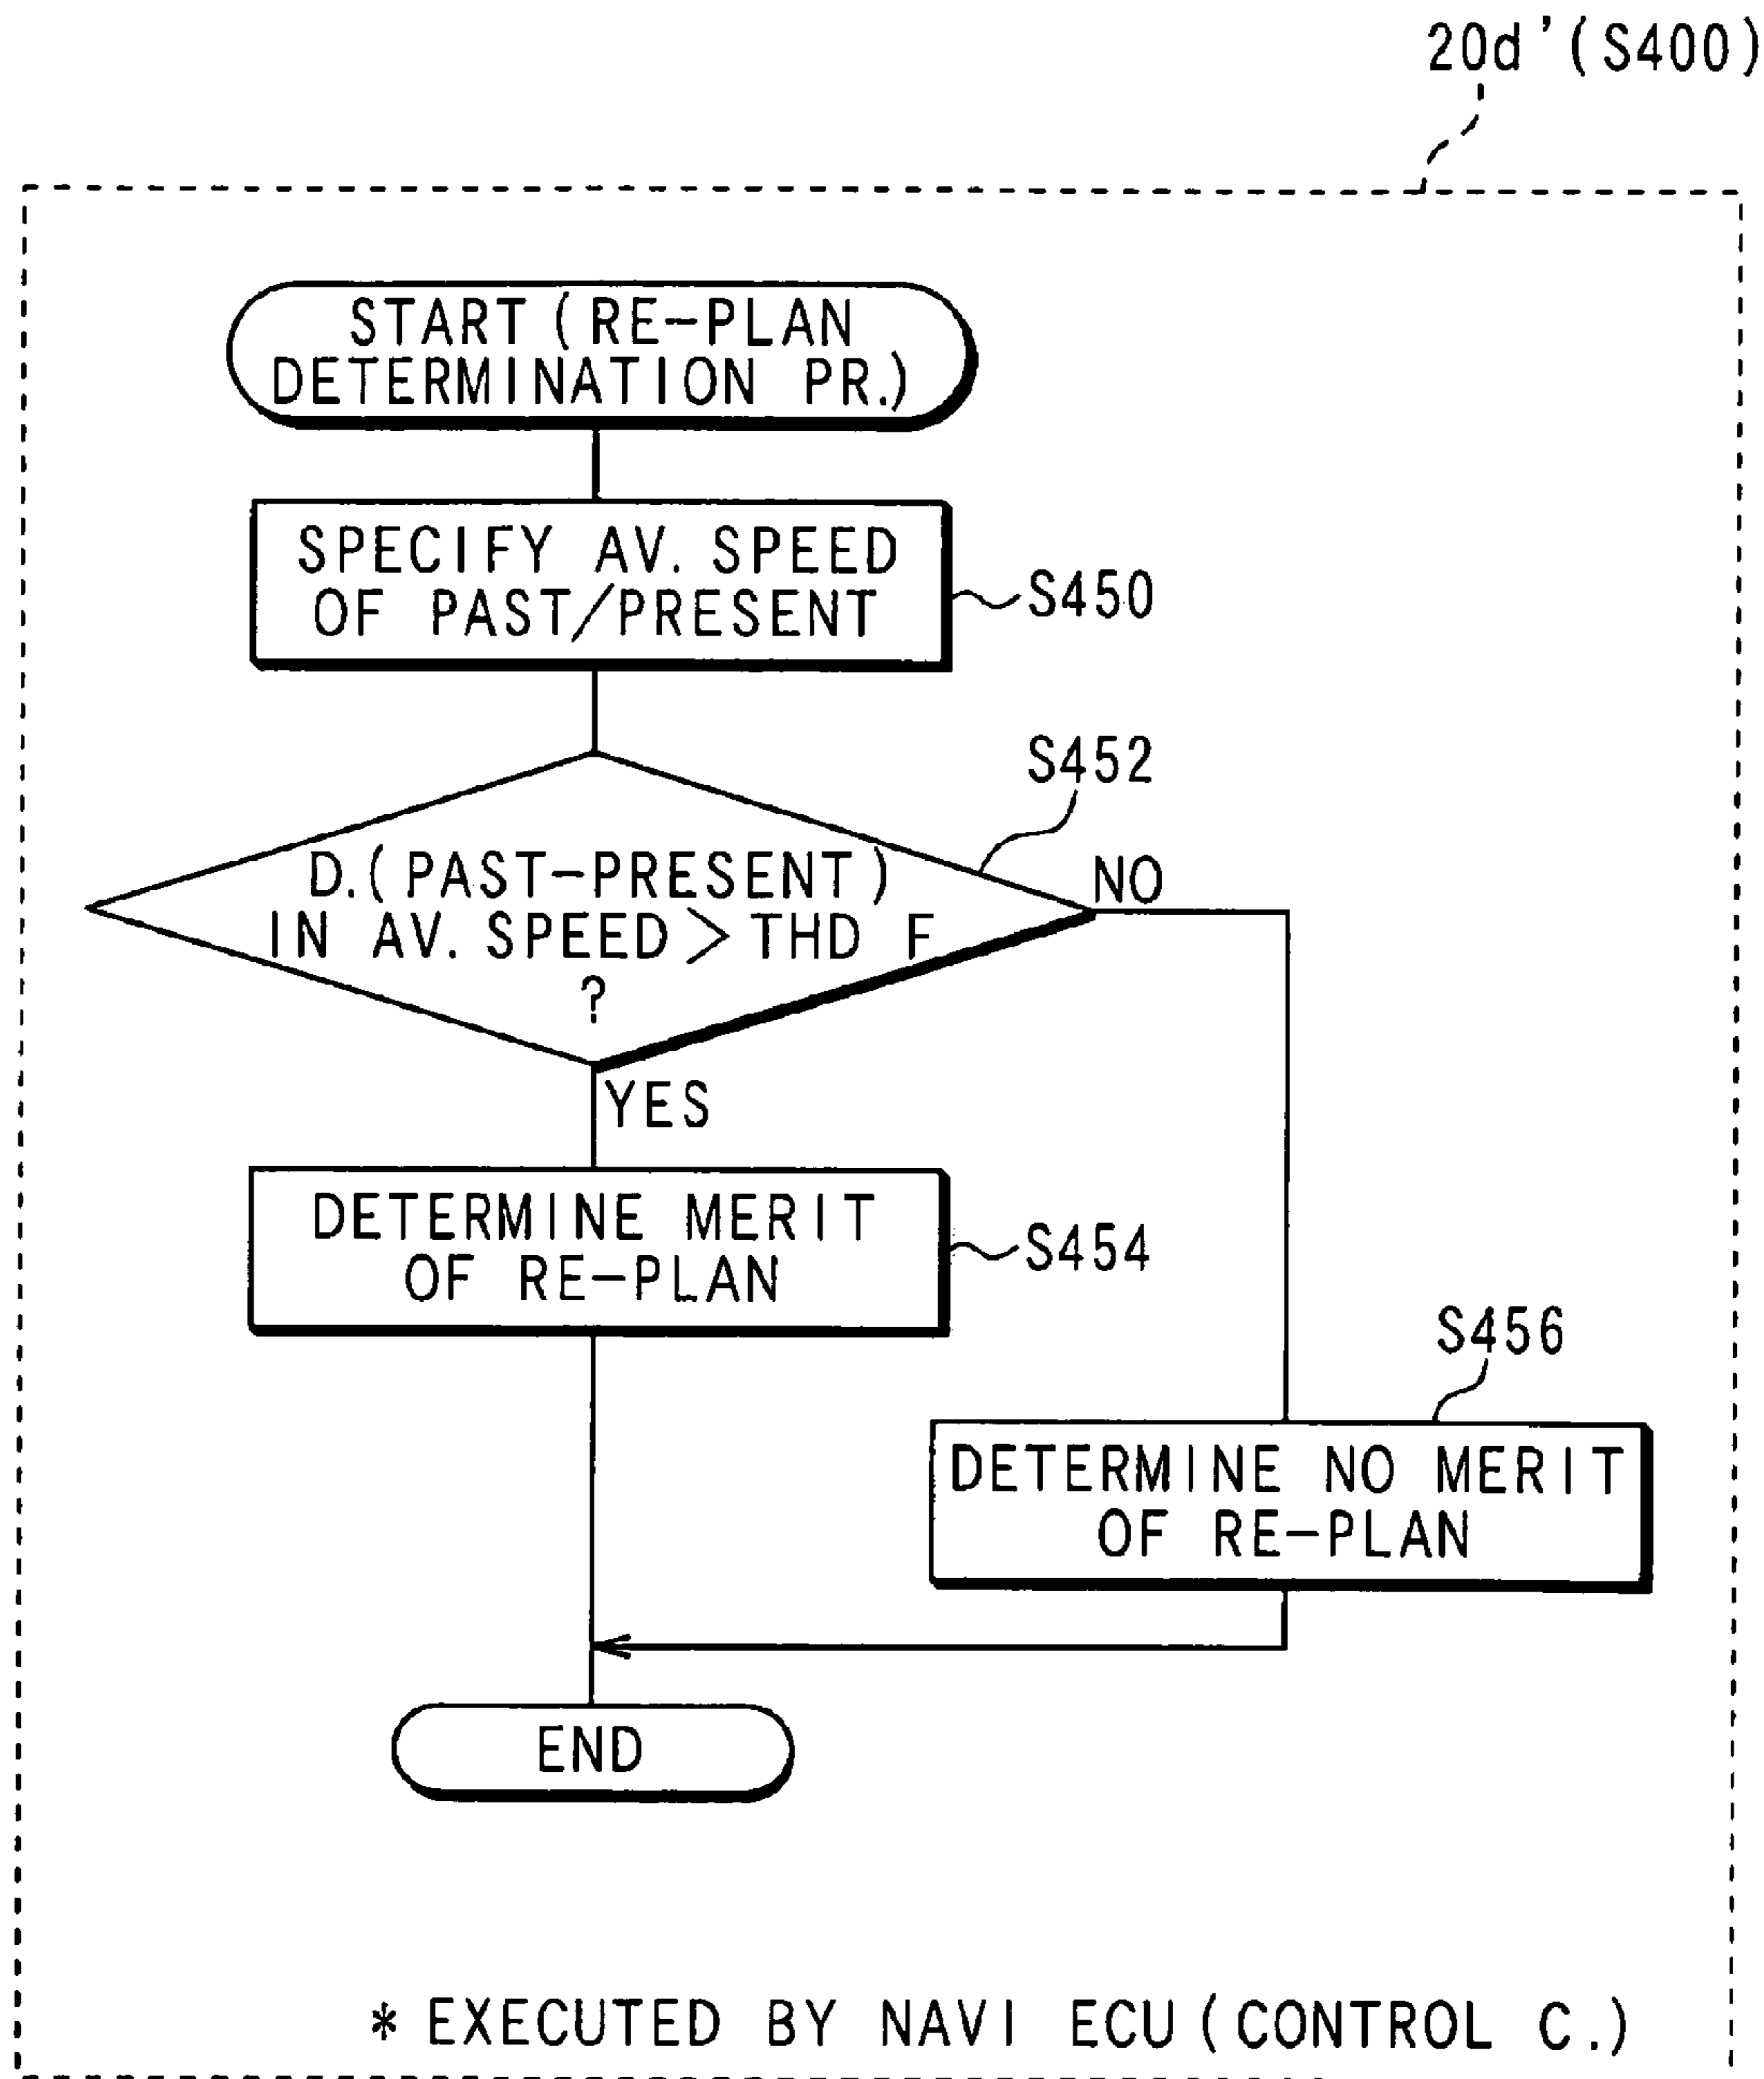 20d'(S400)
START(RE-PLAN
DETERMINATION PR.)
SPECIFY AV. SPEED
OF PAST/PRESENT
S450
S452
D.(PAST-PRESENT)
IN AV. SPEED>THD F
?
NO
YES
DETERMINE MERIT
OF RE-PLAN
S454
S456
DETERMINE NO MERIT
OF RE-PLAN
END
* EXECUTED BY NAVI ECU(CONTROL C.)